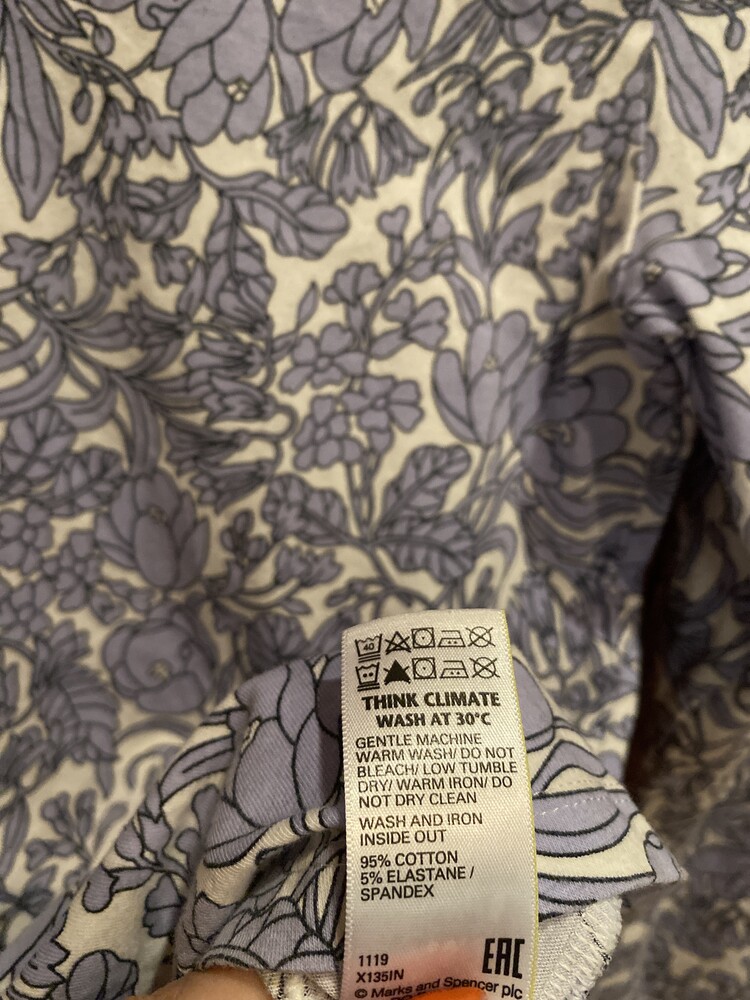 40
THINK CLIMATE
WASH AT 30°C
GENTLE MACHINE
WARM WASH/ DO NOT
BLEACH/ LOW TUMBLE
DRY/ WARM IRON/ DO
NOT DRY CLEAN
WASH AND IRON
INSIDE OUT
95% COTTON
5% ELASTANE /
SPANDEX
1119
X135IN
EAC
© Marks and Spencer plc